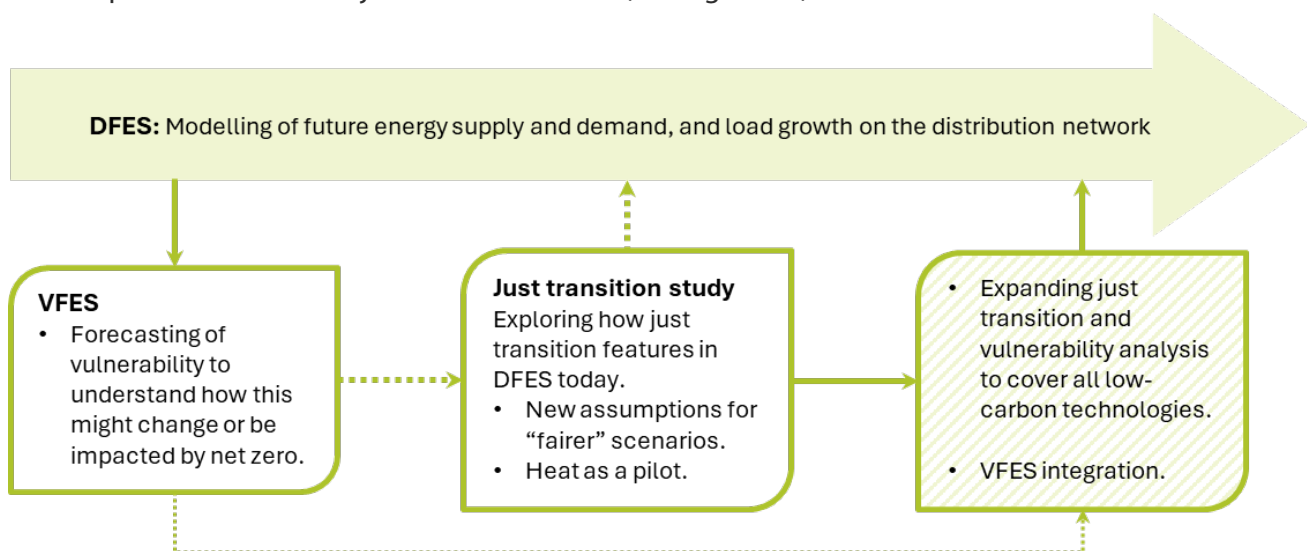 DFES: Modelling of future energy supply and demand, and load growth on the distribution network
VFES
• Forecasting of
vulnerability to
understand how this
might change or be
impacted by net zero.
Just transition study
Exploring how just
transition features in
DFES today.
• New assumptions for
“fairer” scenarios.
• Heat as a pilot.
• Expanding just
transition and
vulnerability analysis
to cover all low-
carbon technologies.
• VFES integration.